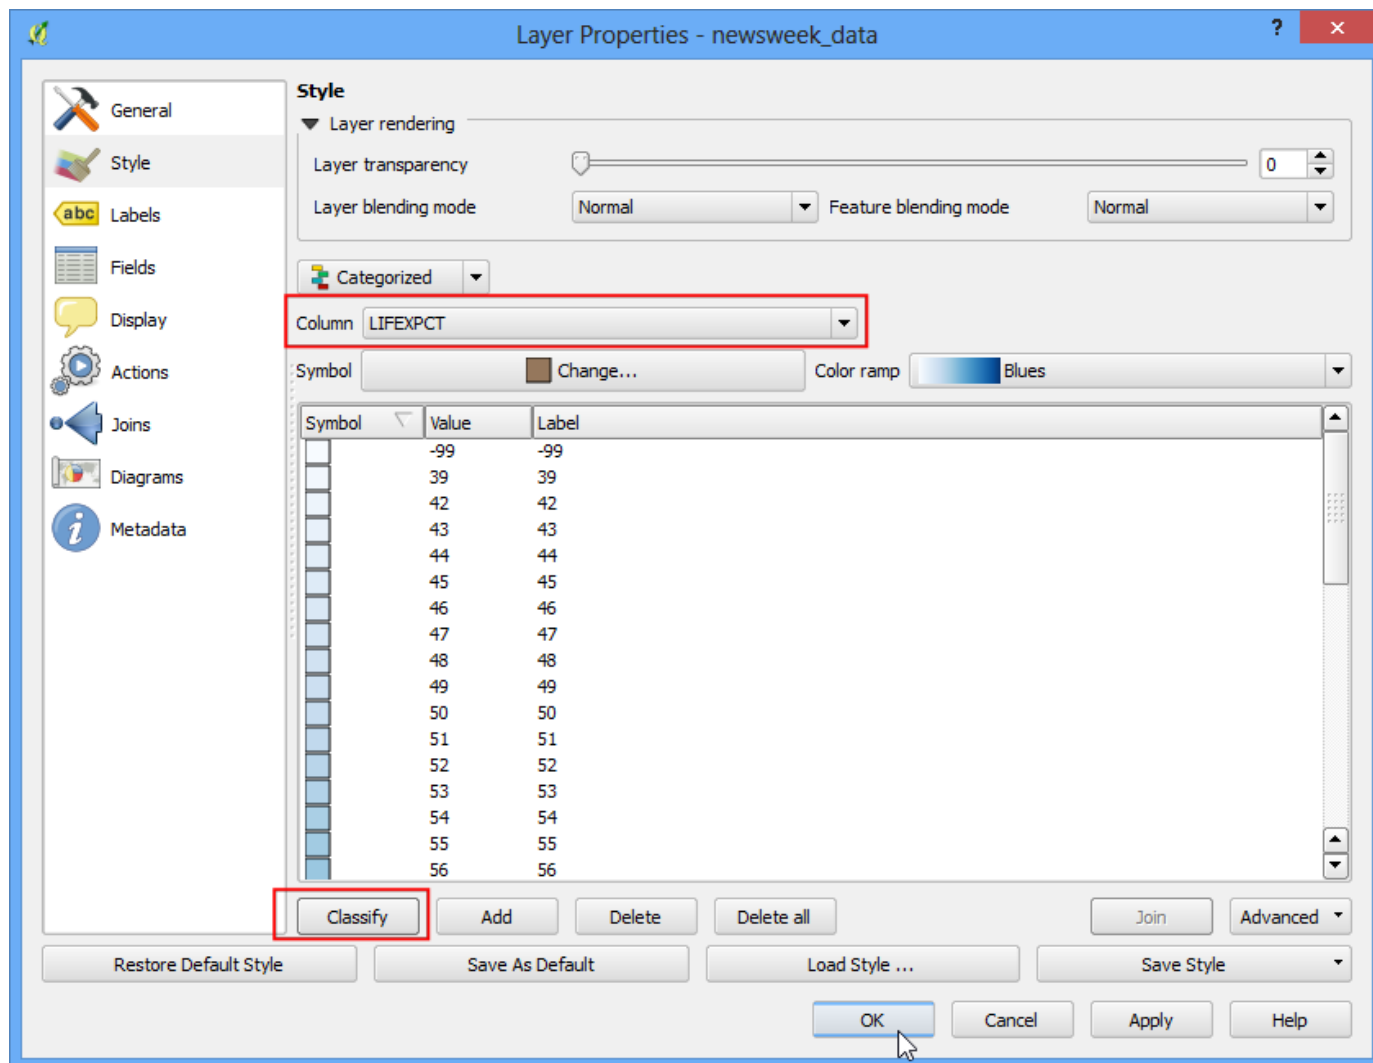 Layer Properties - newsweek_data
?
General
Style
Labels
abc
Fields
Display
Actions
Joins
Diagrams
Metadata
Style
Layer rendering
Layer transparency 0
Layer blending mode Normal Feature blending mode Normal
Categorized
Column LIFEXPCT
Symbol Change... Color ramp Blues
Symbol Value Label
-99 -99
39 39
42 42
43 43
44 44
45 45
46 46
47 47
48 48
49 49
50 50
51 51
52 52
53 53
54 54
55 55
56 56
Classify Add Delete Delete all Join Advanced
Restore Default Style Save As Default Load Style ... Save Style
OK Cancel Apply Help